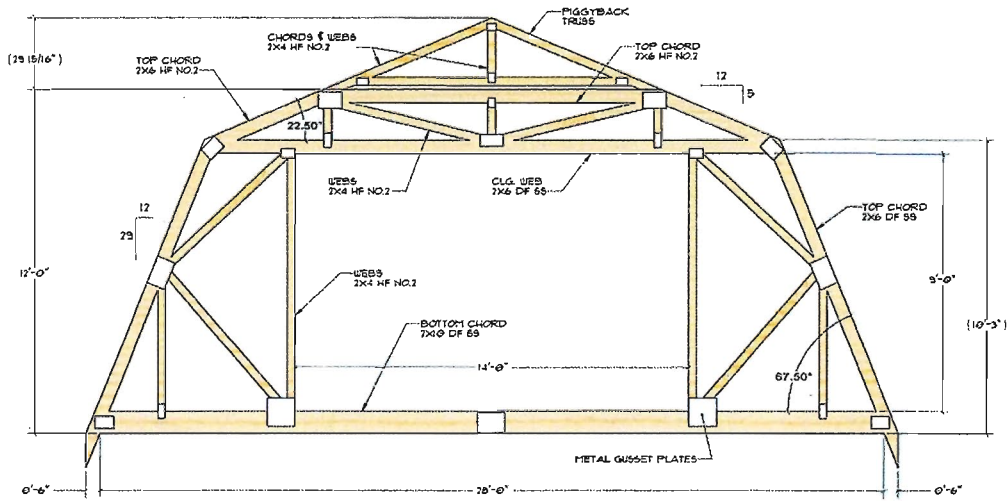 PIGGYBACK
TRUSS
CHORDS & WEBS
2X4 HF NO.2
TOP CHORD
2X6 HF NO.2
(29 15/16")
TOP CHORD
2X6 HF NO.2
12
5
22.50°
WEBS
2X4 HF NO.2
CLG. WEB
2X6 DF SS
12
29
TOP CHORD
2X6 DF SS
12'-0"
WEBS
2X4 HF NO.2
9'-0"
(10'-3")
BOTTOM CHORD
2X10 DF SS
14'-0"
67.50°
METAL GUSSET PLATES
0'-6"
28'-0"
0'-6"